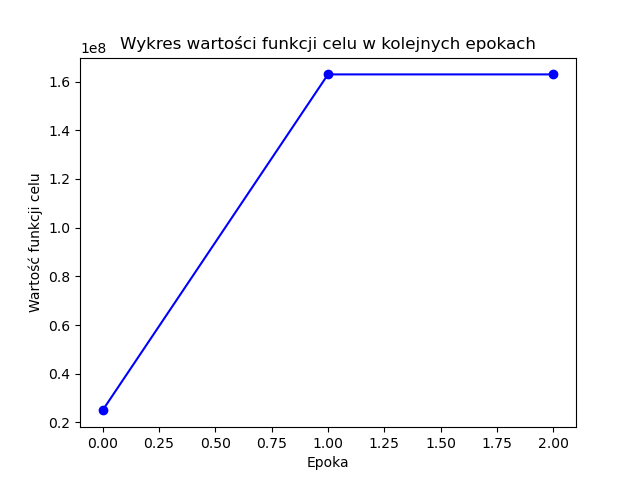 Wykres wartości funkcji celu w kolejnych epokach
1e8
1.6
1.4
1.2
1.0
0.8
0.6
0.4
0.2
Wartość funkcji celu
0.00 0.25 0.50 0.75 1.00 1.25 1.50 1.75 2.00
Epoka